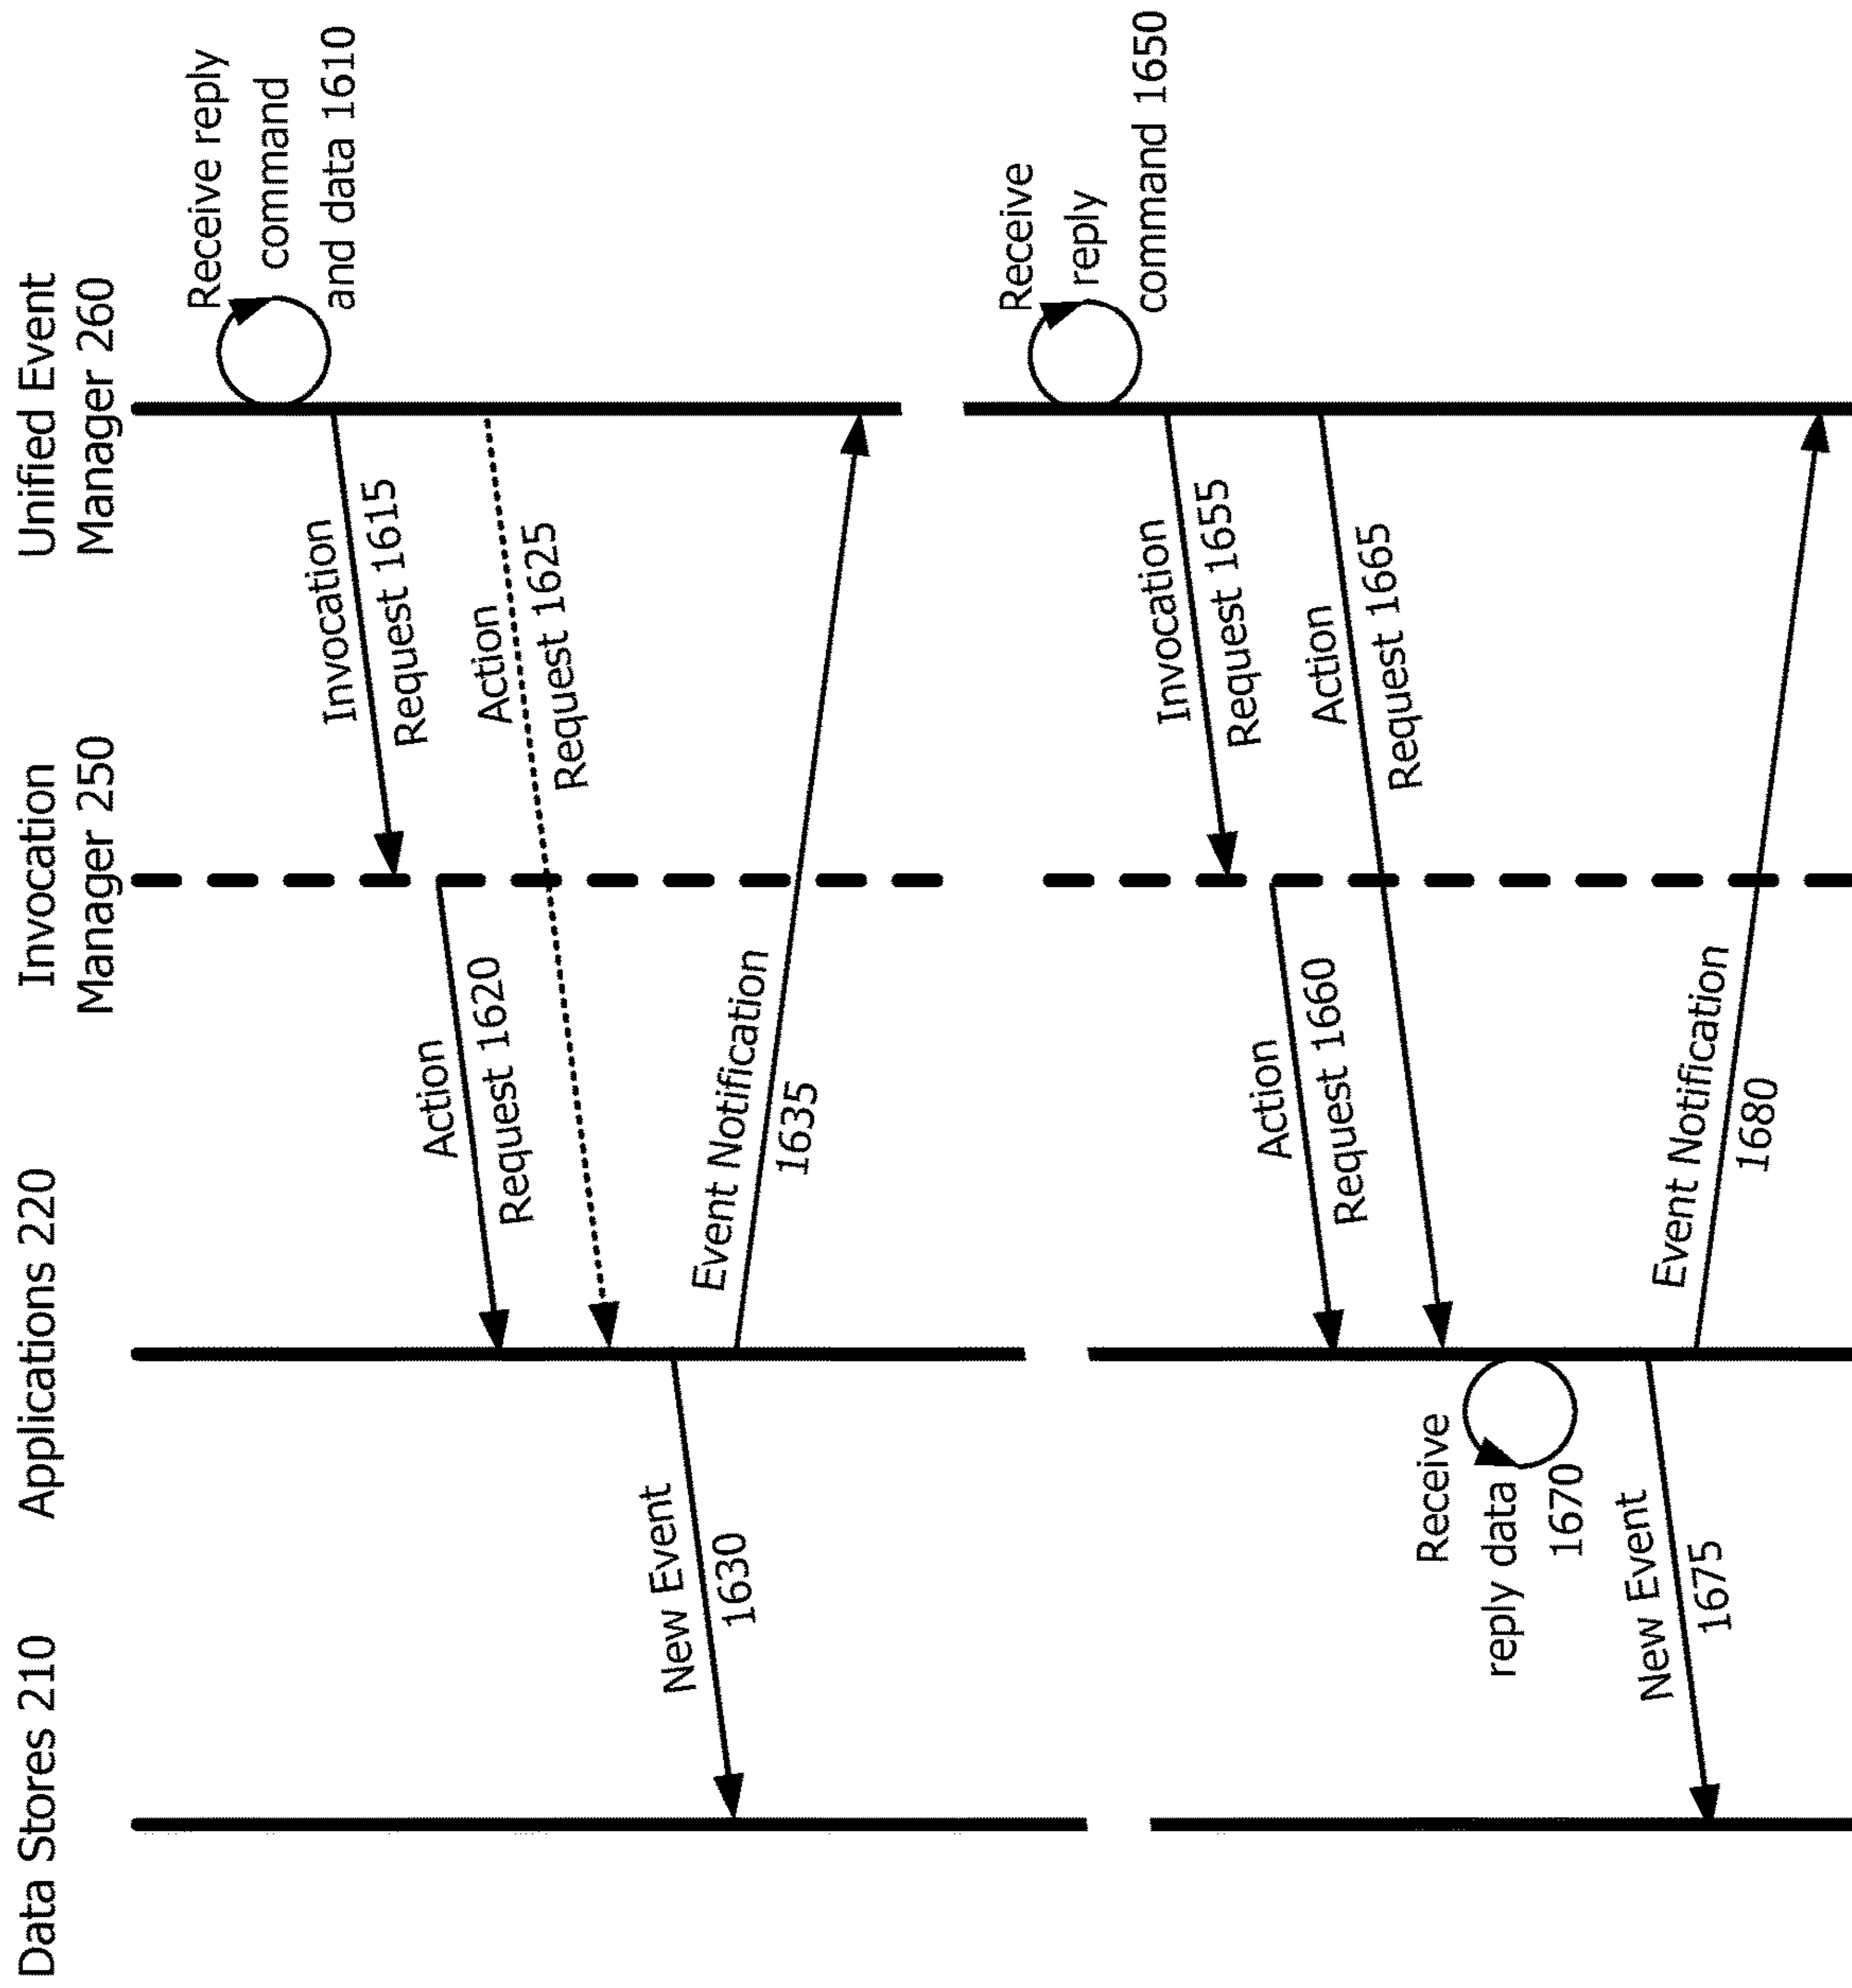 Data Stores 210
Applications 220
Invocation
Manager 250
Unified Event
Manager 260
Receive reply
command
and data 1610
Invocation
Request 1615
Action
Request 1620
Action
Request 1625
New Event
1630
Event Notification
1635
Receive
reply
command 1650
Invocation
Request 1655
Action
Request 1660
Action
Request 1665
Receive
reply data
1670
New Event
1675
Event Notification
1680